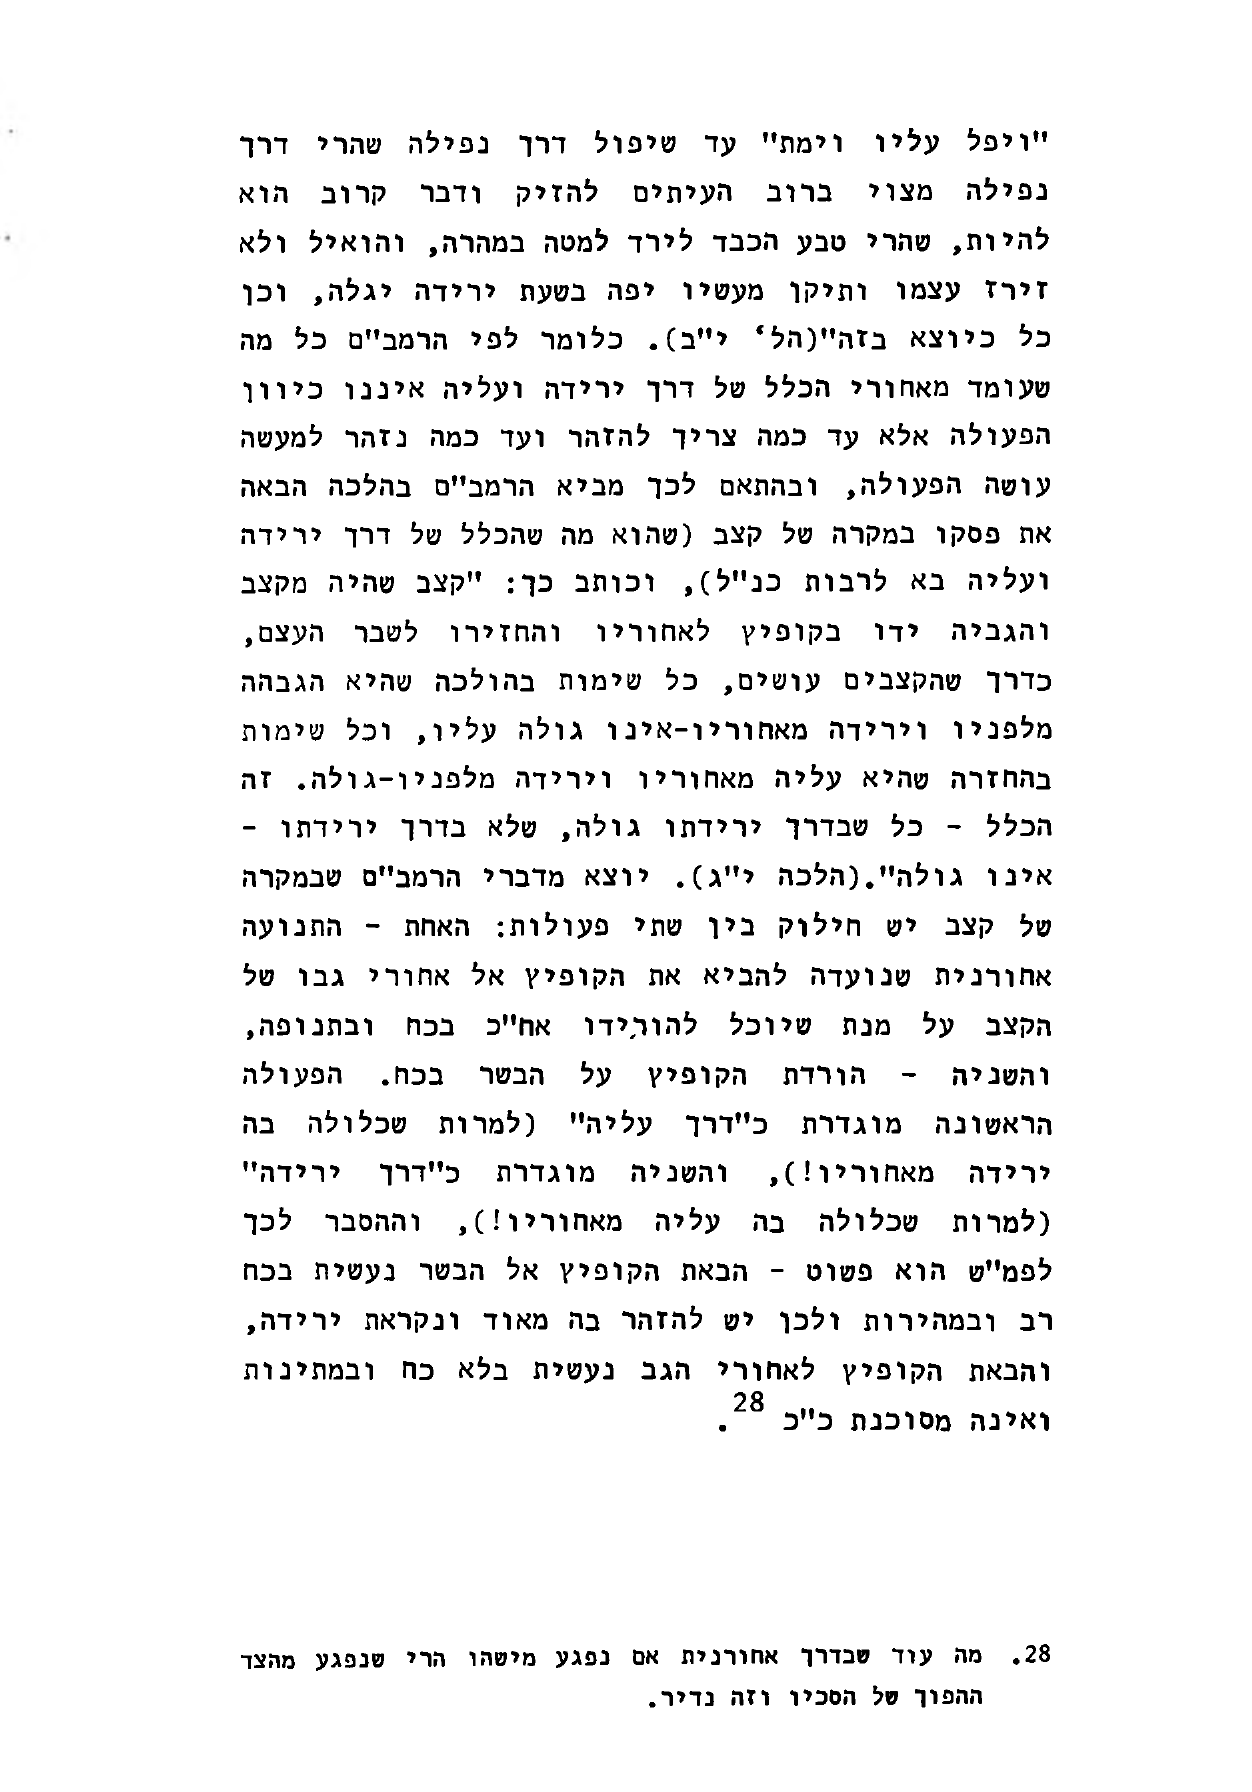 "ויפל עליו וימת" עד שיפול דרך נפילה שהרי דרך
נפילה מצוי ברוב העיתים להזיק ודבר קרוב הוא
להיות, שהרי טבע הכבד לירד למטה במהרה, והואיל ולא
זירז עצמו ותיקן מעשיו יפה בשעת ירידה יגלה, וכן
כל כיוצא בזה"(הל' י"ב). כלומר לפי הרמב"ם כל מה
שעומד מאחורי הכלל של דרך ירידה ועליה איננו כיוון
הפעולה אלא עד כמה צריך להזהר ועד כמה נזהר למעשה
עושה הפעולה, ובהתאם לכך מביא הרמב"ם בהלכה הבאה
את פסקו במקרה של קצב (שהוא מה שהכלל של דרך ירידה
ועליה בא לרבות כנ"ל), וכותב כך: "קצב שהיה מקצב
והגביה ידו בקופיץ לאחוריו והחזירו לשבר העצם,
כדרך שהקצבים עושים, כל שימות בהולכה שהיא הגבהה
מלפניו וירידה מאחוריו-אינו גולה עליו, וכל שימות
בהחזרה שהיא עליה מאחוריו וירידה מלפניו-גולה. זה
הכלל - כל שבדרך ירידתו גולה, שלא בדרך ירידתו -
אינו גולה".(הלכה י"ג). יוצא מדברי הרמב"ם שבמקרה
של קצב יש חילוק בין שתי פעולות: האחת - התנועה
אחורנית שנועדה להביא את הקופיץ אל אחורי גבו של
הקצב על מנת שיוכל להורידו אח"כ בכח ובתנופה,
והשניה - הורדת הקופיץ על הבשר בכח. הפעולה
הראשונה מוגדרת כ"דרך עליה" (למרות שכלולה בה
ירידה מאחוריו!), והשניה מוגדרת כ"דרך ירידה"
(למרות שכלולה בה עליה מאחוריו!), וההסבר לכך
לפמ"ש הוא פשוט - הבאת הקופיץ אל הבשר נעשית בכח
רב ובמהירות ולכן יש להזהר בה מאוד ונקראת ירידה,
והבאת הקופיץ לאחורי הגב נעשית בלא כח ובמתינות
ואינה מסוכנת כ"כ 28.
28. מה עוד שבדרך אחורנית אם נפגע מישהו הרי שנפגע מהצד
ההפוך של הסכיו וזה נדיר.